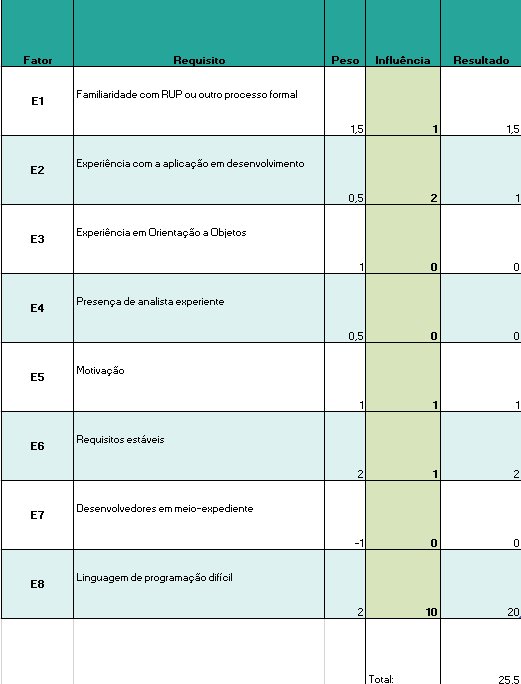 Fator Requisito Peso Influência Resultado
E1 Familiaridade com RUP ou outro processo formal 1,5 1 1,5
E2 Experiência com a aplicação em desenvolvimento 0,5 2 1
E3 Experiência em Orientação a Objetos 1 0 0
E4 Presença de analista experiente 0,5 0 0
E5 Motivação 1 1 1
E6 Requisitos estáveis 2 1 2
E7 Desenvolvedores em meio-expediente -1 0 0
E8 Linguagem de programação difícil 2 10 20
Total: 25,5